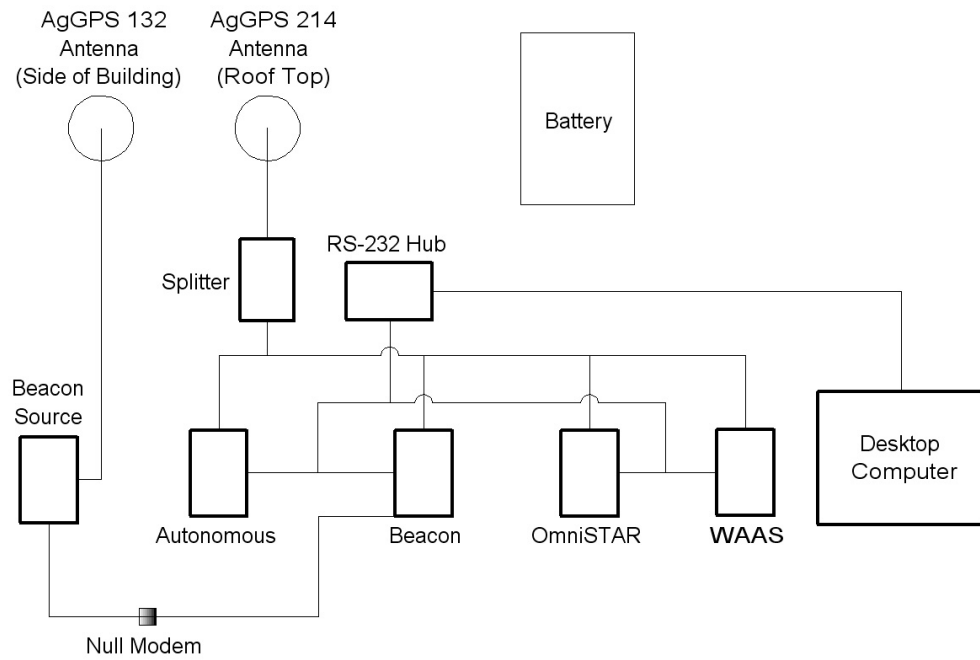 AgGPS 132
Antenna
(Side of Building)
AgGPS 214
Antenna
(Roof Top)
Battery
RS-232 Hub
Splitter
Beacon
Source
Desktop
Computer
Autonomous
Beacon
OmniSTAR
WAAS
Null Modem